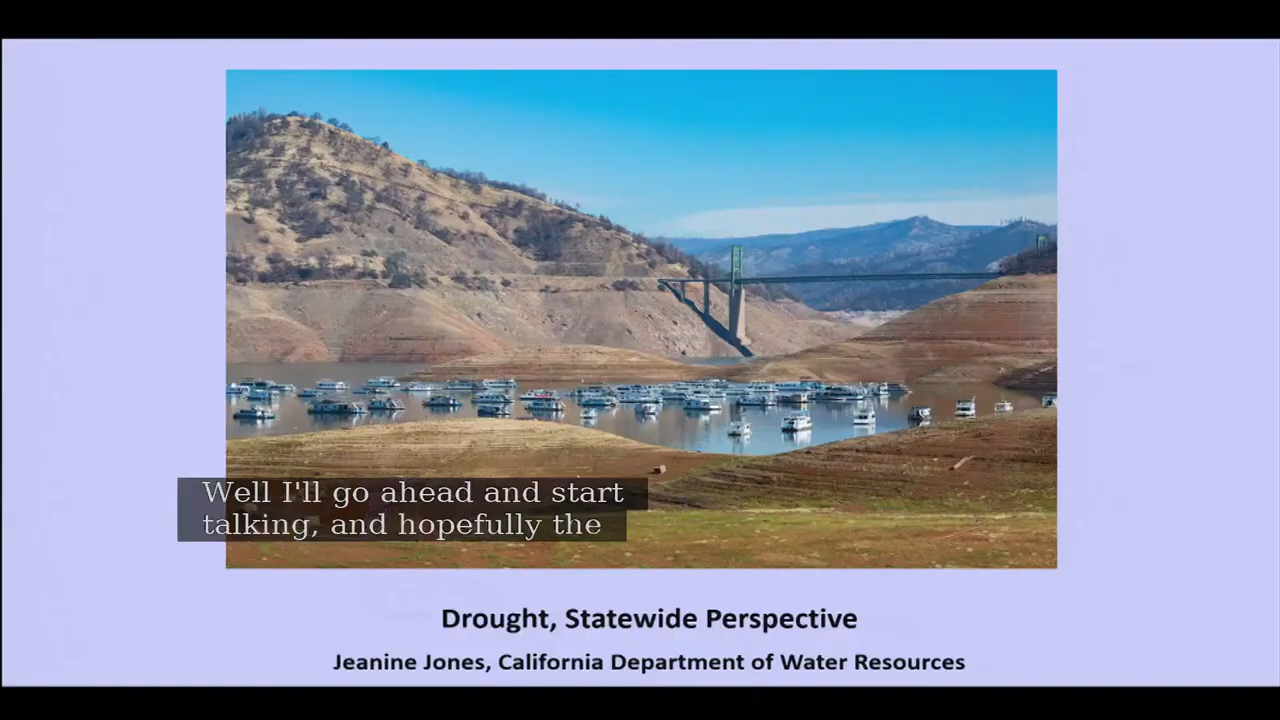 Well I'll go ahead and start
talking, and hopefully the
Drought, Statewide Perspective
Jeanine Jones, California Department of Water Resources